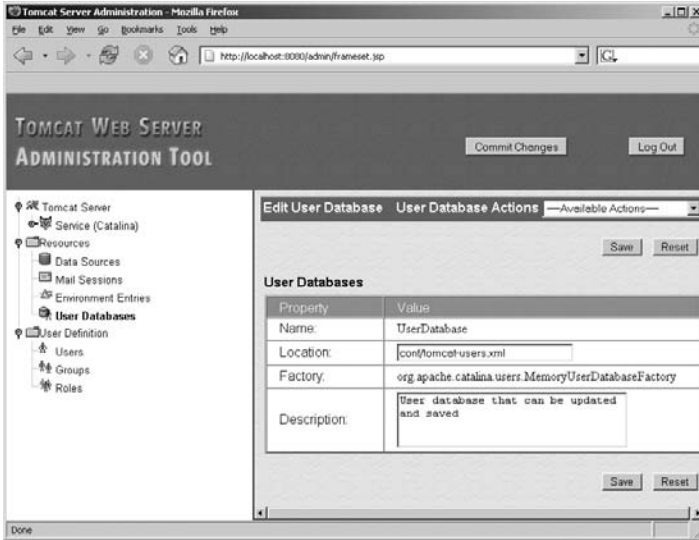 Tomcat Server Administration - Mozilla Firefox
File Edit View Go Bookmarks Tools Help
http://localhost:8080/admin/frameset.jsp
TOMCAT WEB SERVER
ADMINISTRATION TOOL
Commit Changes Log Out
Tomcat Server
Service (Catalina)
Resources
Data Sources
Mail Sessions
Environment Entries
User Databases
User Definition
Users
Groups
Roles
Edit User Database User Database Actions ----Available Actions----
Save Reset
User Databases
Property Value
Name: UserDatabase
Location: conf/tomcat-users.xml
Factory: org.apache.catalina.users.MemoryUserDatabaseFactory
Description: User database that can be updated
and saved
Save Reset
Done